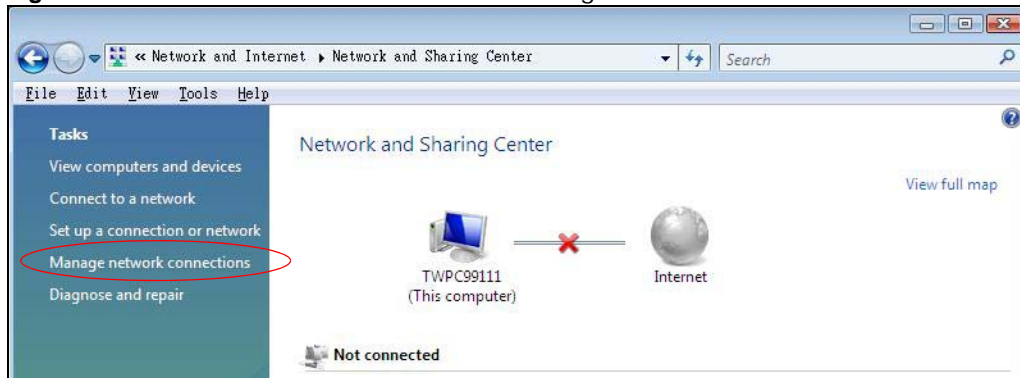 « Network and Internet ▸ Network and Sharing Center
Search
File Edit View Tools Help
Tasks
View computers and devices
Connect to a network
Set up a connection or network
Manage network connections
Diagnose and repair
Network and Sharing Center
View full map
TWPC99111
(This computer)
Internet
Not connected